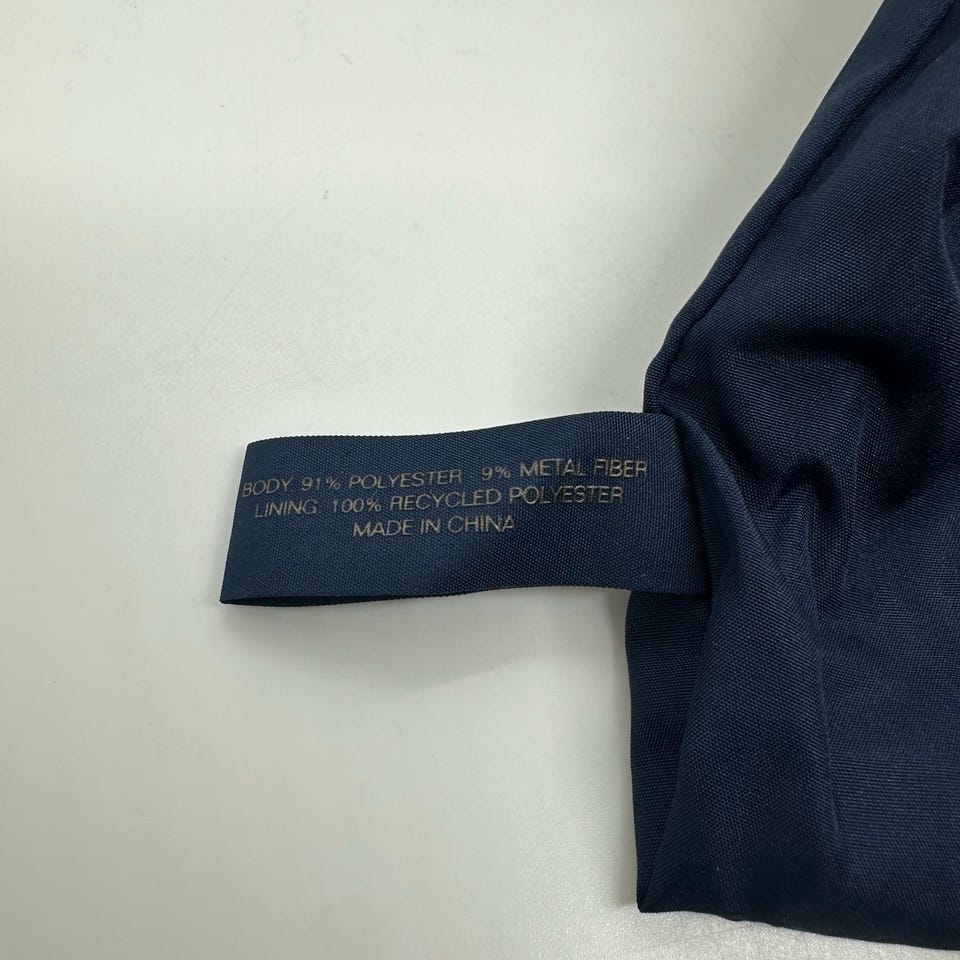 BODY 91% POLYESTER 9% METAL FIBER
LINING. 100% RECYCLED POLYESTER
MADE IN CHINA